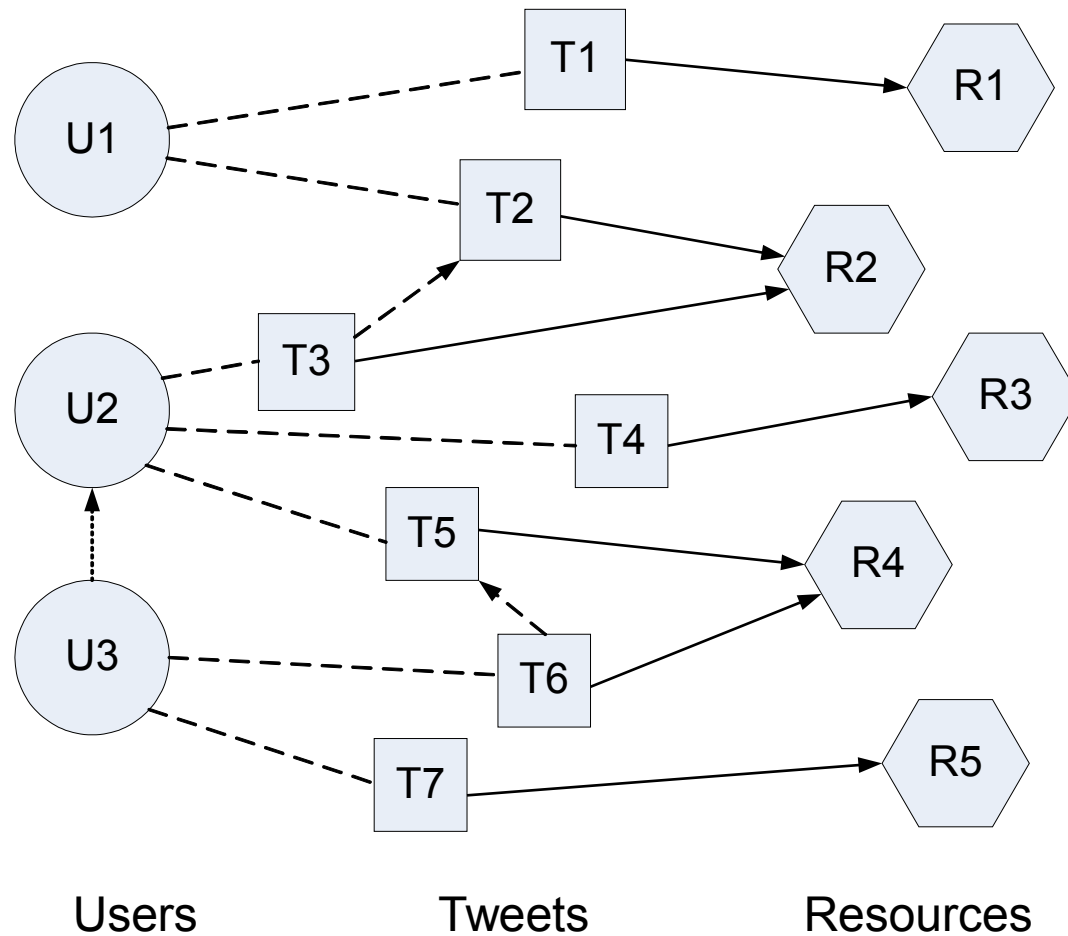 T1
R1
U1
T2
R2
T3
R3
U2
T4
T5
R4
U3
T6
R5
T7
Users Tweets Resources